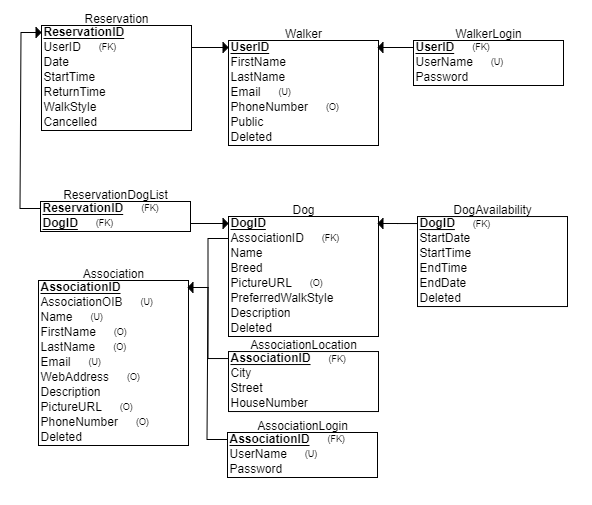 Reservation
ReservationID
UserID (FK)
Date
StartTime
ReturnTime
WalkStyle
Cancelled
Walker
UserID
FirstName
LastName
Email (U)
PhoneNumber (O)
Public
Deleted
WalkerLogin
UserID (FK)
UserName (U)
Password
ReservationDogList
ReservationID (FK)
DogID (FK)
Dog
DogID
AssociationID (FK)
Name
Breed
PictureURL (O)
PreferredWalkStyle
Description
Deleted
DogAvailability
DogID (FK)
StartDate
StartTime
EndTime
EndDate
Deleted
Association
AssociationID
AssociationOIB (U)
Name (U)
FirstName (O)
LastName (O)
Email (U)
WebAddress (O)
Description
PictureURL (O)
PhoneNumber (O)
Deleted
AssociationLocation
AssociationID (FK)
City
Street
HouseNumber
AssociationLogin
AssociationID (FK)
UserName (U)
Password